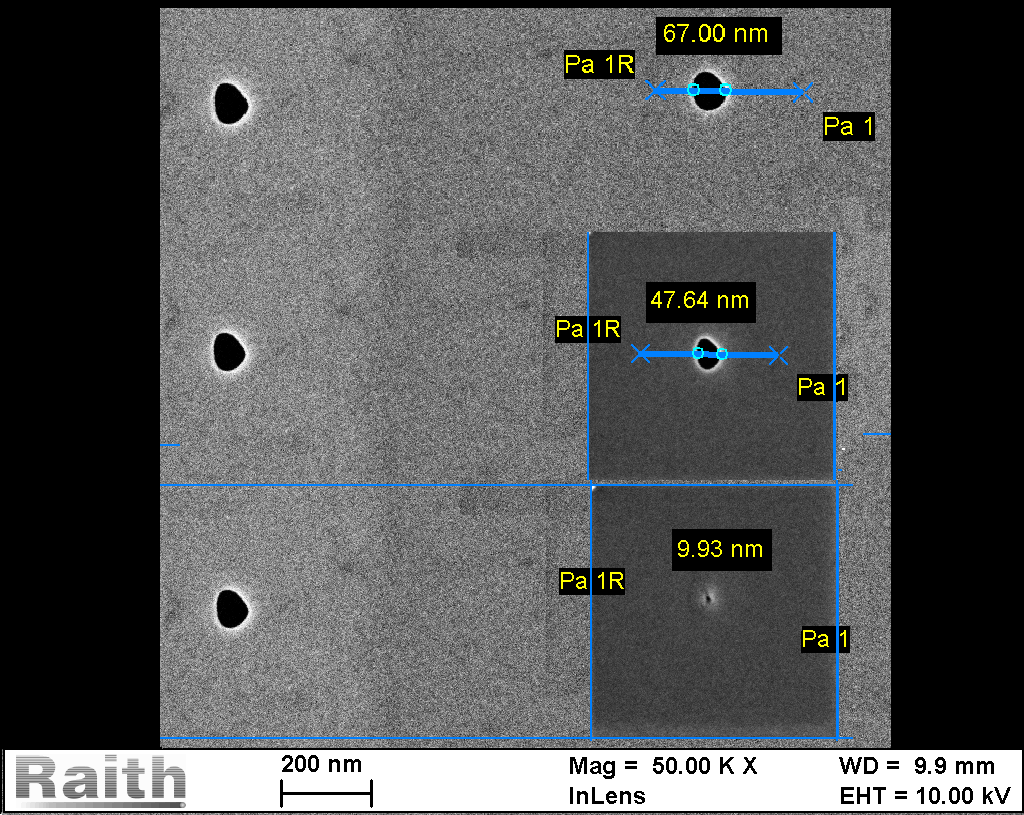 67.00 nm
Pa 1R
Pa 1
47.64 nm
Pa 1R
Pa 1
9.93 nm
Pa 1R
Pa 1
Raith
200 nm
Mag = 50.00 K X
WD = 9.9 mm
InLens
EHT = 10.00 kV